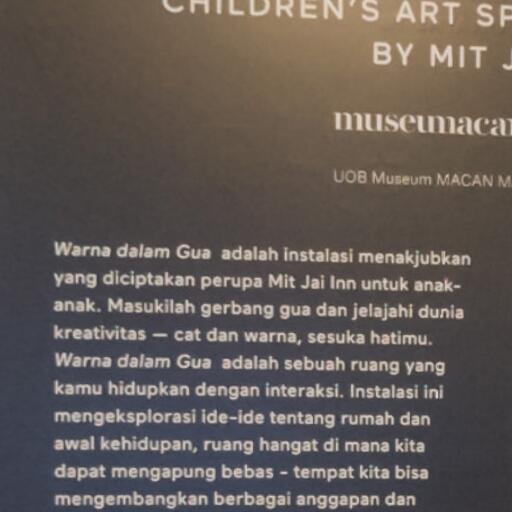 CHILDREN'S ART SP
BY MIT J
museumacan
UOB Museum MACAN M
Warna dalam Gua adalah instalasi menakjubkan
yang diciptakan perupa Mit Jai Inn untuk anak-
anak. Masukilah gerbang gua dan jelajahi dunia
kreativitas — cat dan warna, sesuka hatimu.
Warna dalam Gua adalah sebuah ruang yang
kamu hidupkan dengan interaksi. Instalasi ini
mengeksplorasi ide-ide tentang rumah dan
awal kehidupan, ruang hangat di mana kita
dapat mengapung bebas - tempat kita bisa
mengembangkan berbagai anggapan dan